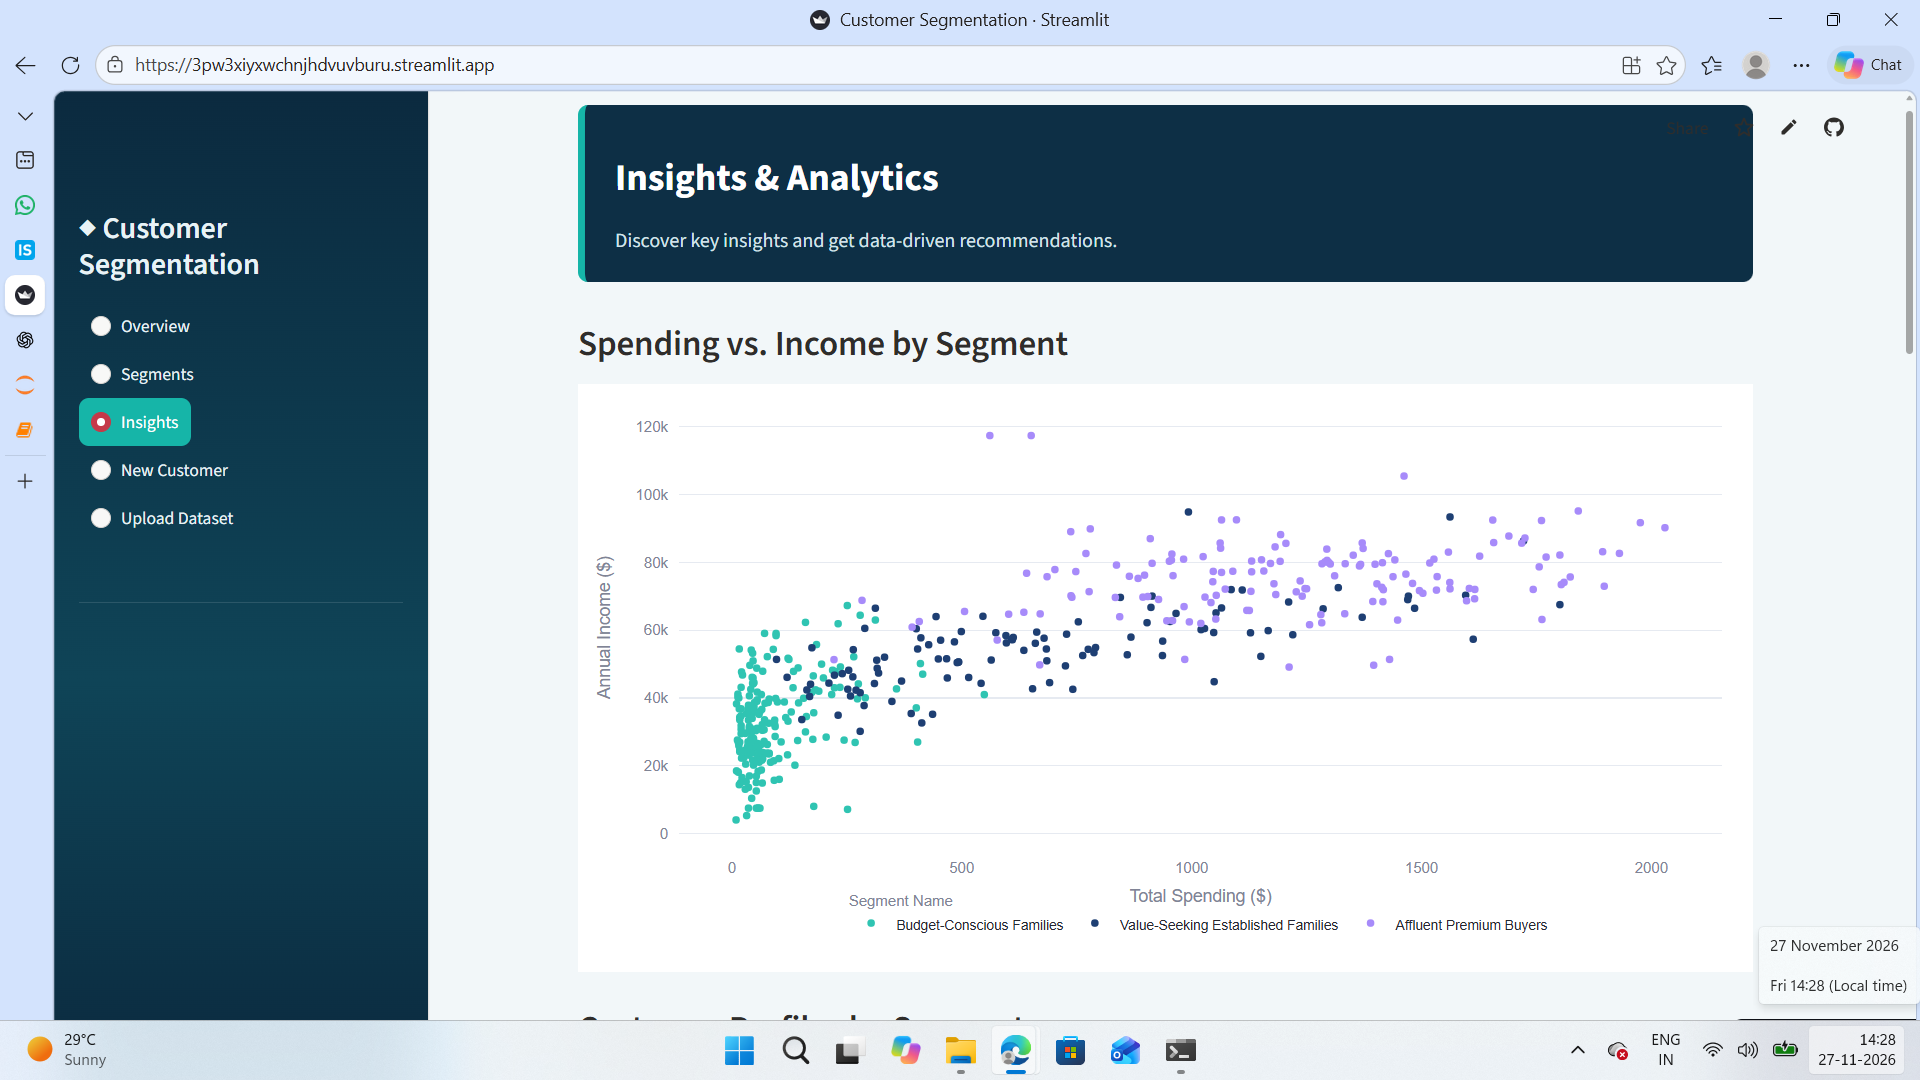 Customer Segmentation · Streamlit
https://3pw3xiyxwchnjhdvuvburu.streamlit.app
Chat
IS
Customer
Segmentation
Overview
Segments
Insights
New Customer
Upload Dataset
Share
Insights & Analytics
Discover key insights and get data-driven recommendations.
Spending vs. Income by Segment
120k
100k
80k
60k
40k
20k
0
Annual Income ($)
0 500 1000 1500 2000
Total Spending ($)
Segment Name
Budget-Conscious Families Value-Seeking Established Families Affluent Premium Buyers
27 November 2026
Fri 14:28 (Local time)
29°C
Sunny
ENG
IN
14:28
27-11-2026